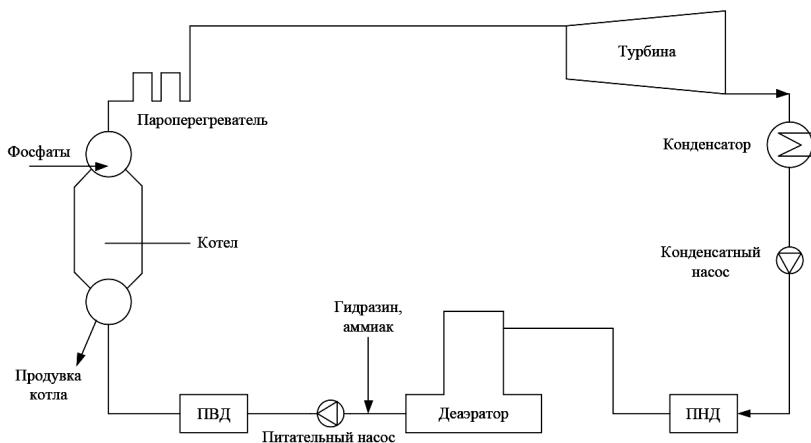 Турбина
Пароперегреватель
Фосфаты
Конденсатор
Котел
Конденсатный
насос
Гидразин,
аммиак
Продувка
котла
ПВД
Питательный насос
Деаэратор
ПНД